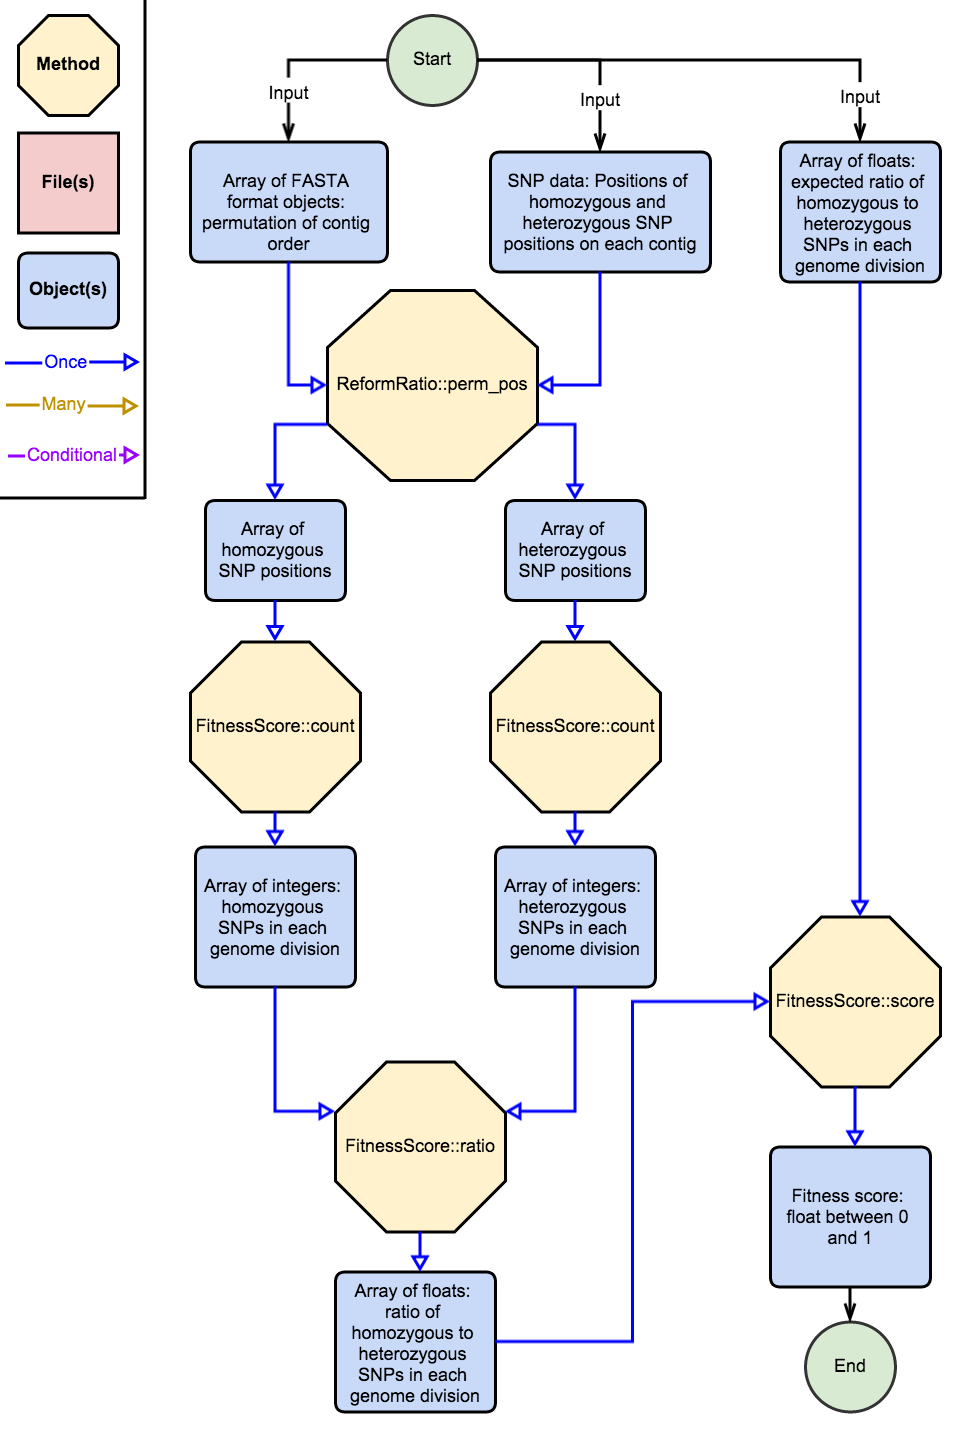 Method
File(s)
Object(s)
Once
Many
Conditional
Start
Input
Input
Input
Array of FASTA
format objects:
permutation of contig
order
SNP data: Positions of
homozygous and
heterozygous SNP
positions on each contig
Array of floats:
expected ratio of
homozygous to
heterozygous
SNPs in each
genome division
ReformRatio::perm_pos
Array of
homozygous
SNP positions
Array of
heterozygous
SNP positions
FitnessScore::count
FitnessScore::count
Array of integers:
homozygous
SNPs in each
genome division
Array of integers:
heterozygous
SNPs in each
genome division
FitnessScore::score
FitnessScore::ratio
Fitness score:
float between 0
and 1
Array of floats:
ratio of
homozygous to
heterozygous
SNPs in each
genome division
End